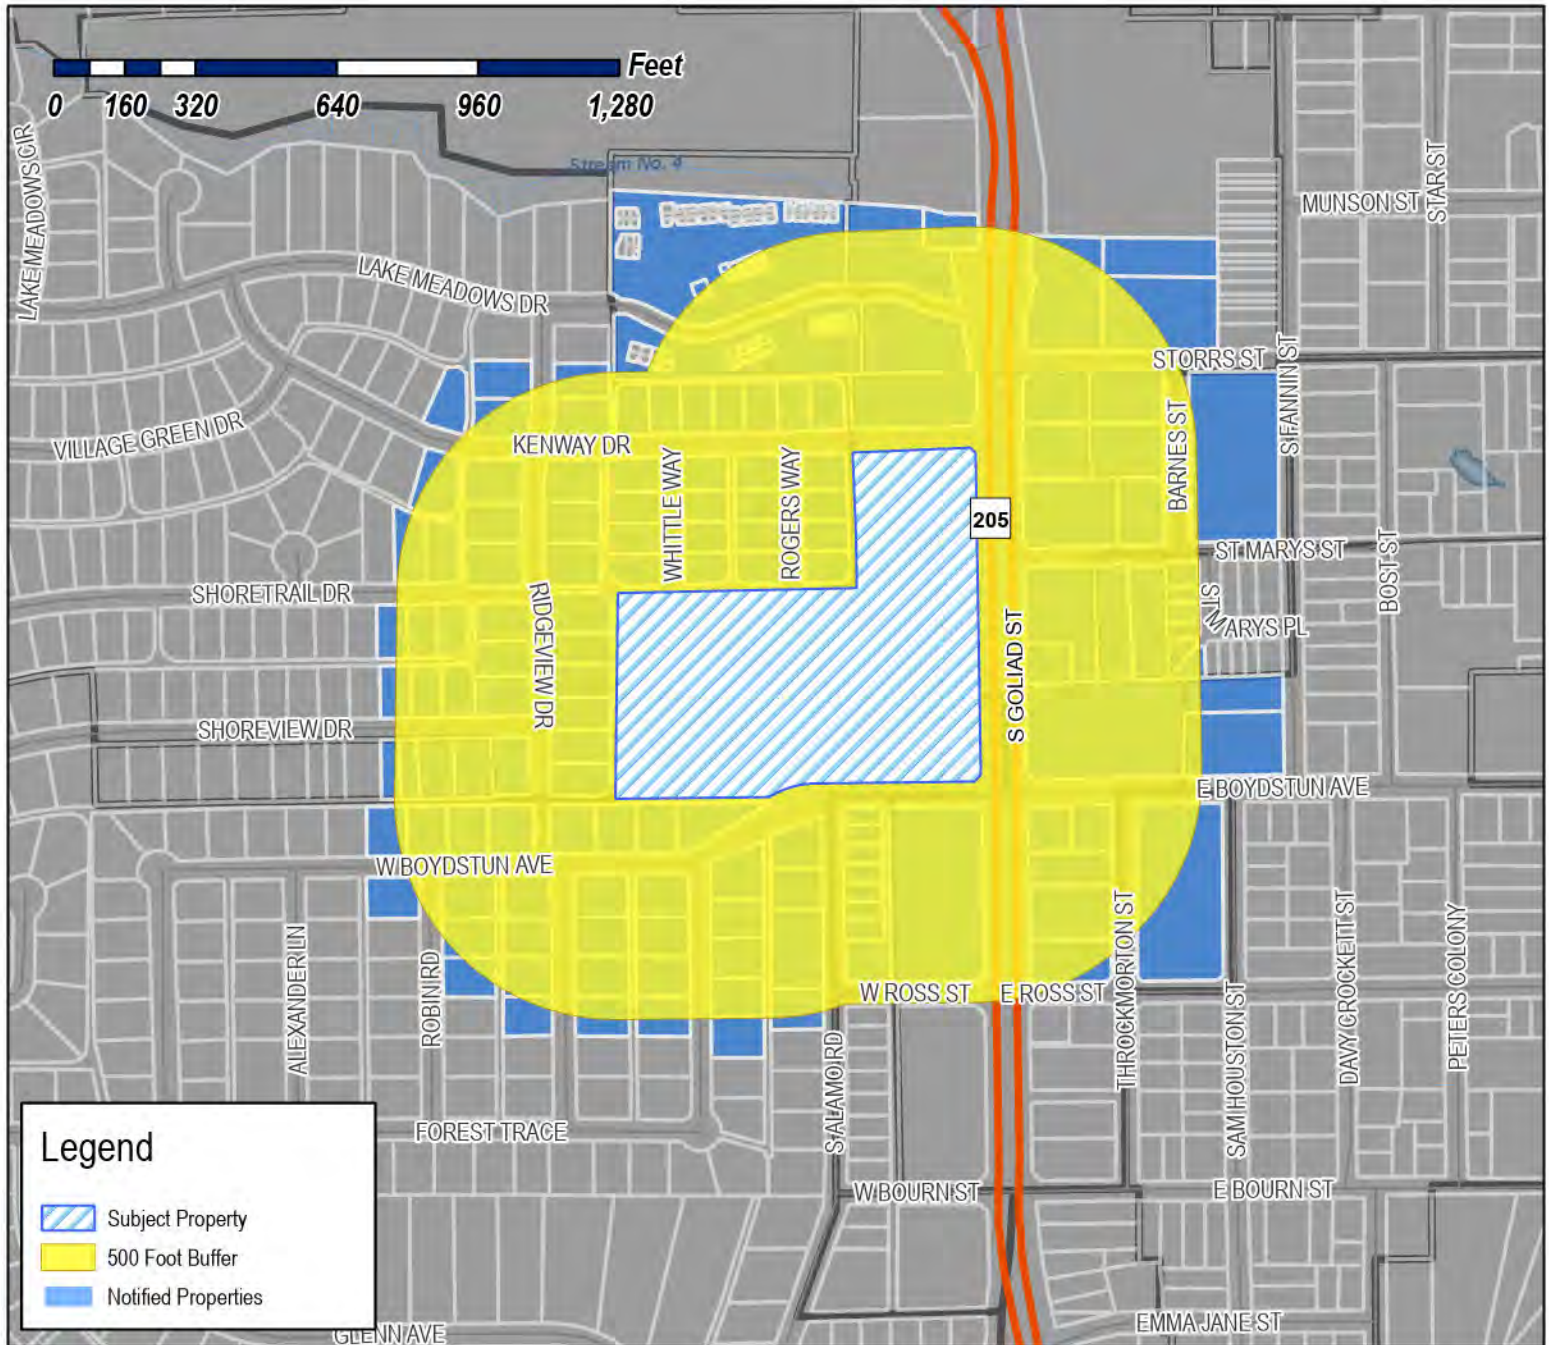 Feet
0 160 320 640 960 1,280
Stream No. 4
LAKE MEADOWS CIR
MUNSON ST
STAR ST
LAKE MEADOWS DR
STORRS ST
S FANNIN ST
VILLAGE GREEN DR
KENWAY DR
WHITTLE WAY
ROGERS WAY
BARNES ST
205
ST MARYS ST
BOST ST
SHORETRAIL DR
RIDGEVIEW DR
ST MARYS PL
S GOLIAD ST
SHOREVIEW DR
E BOYDSTUN AVE
W BOYDSTUN AVE
ALEXANDER LN
ROBIN RD
THROCKMORTON ST
DAVY CROCKETT ST
PETERS COLONY
W ROSS ST
E ROSS ST
S ALAMO RD
SAM HOUSTON ST
FOREST TRACE
W BOURN ST
E BOURN ST
Legend
Subject Property
500 Foot Buffer
Notified Properties
GLENN AVE
EMMA JANE ST